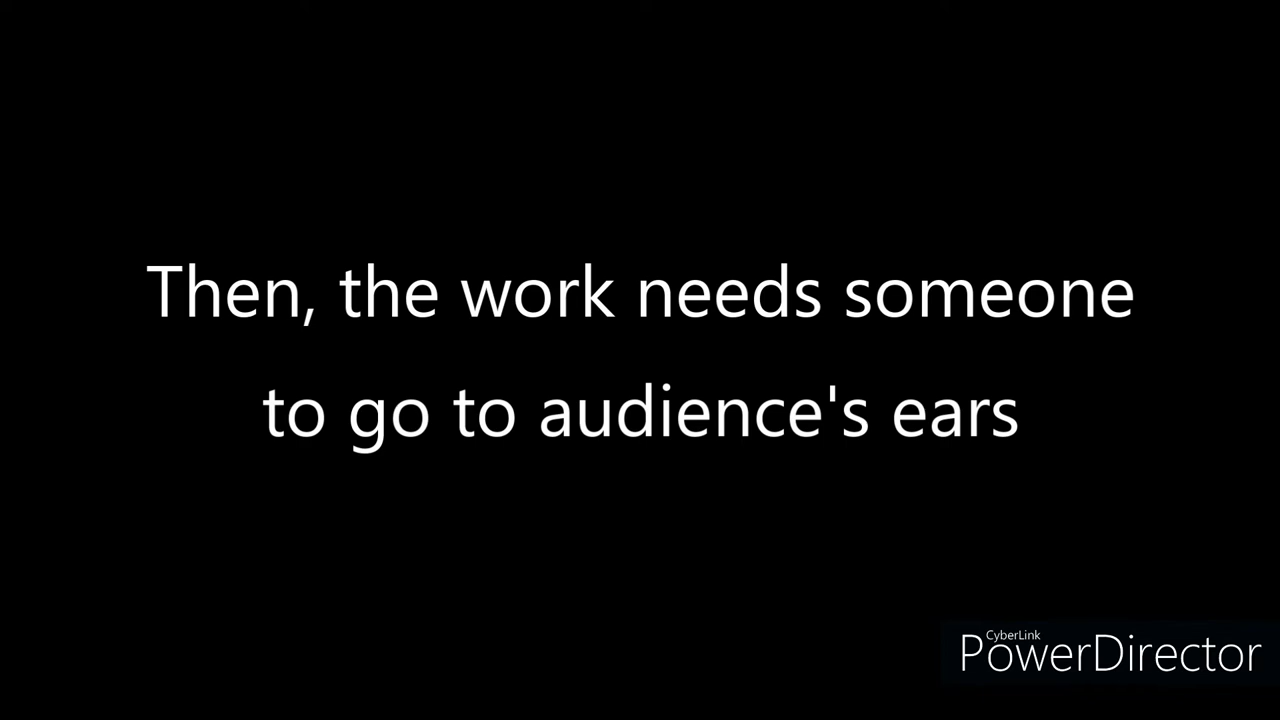 Then, the work needs someone
to go to audience's ears
CyberLink
PowerDirector